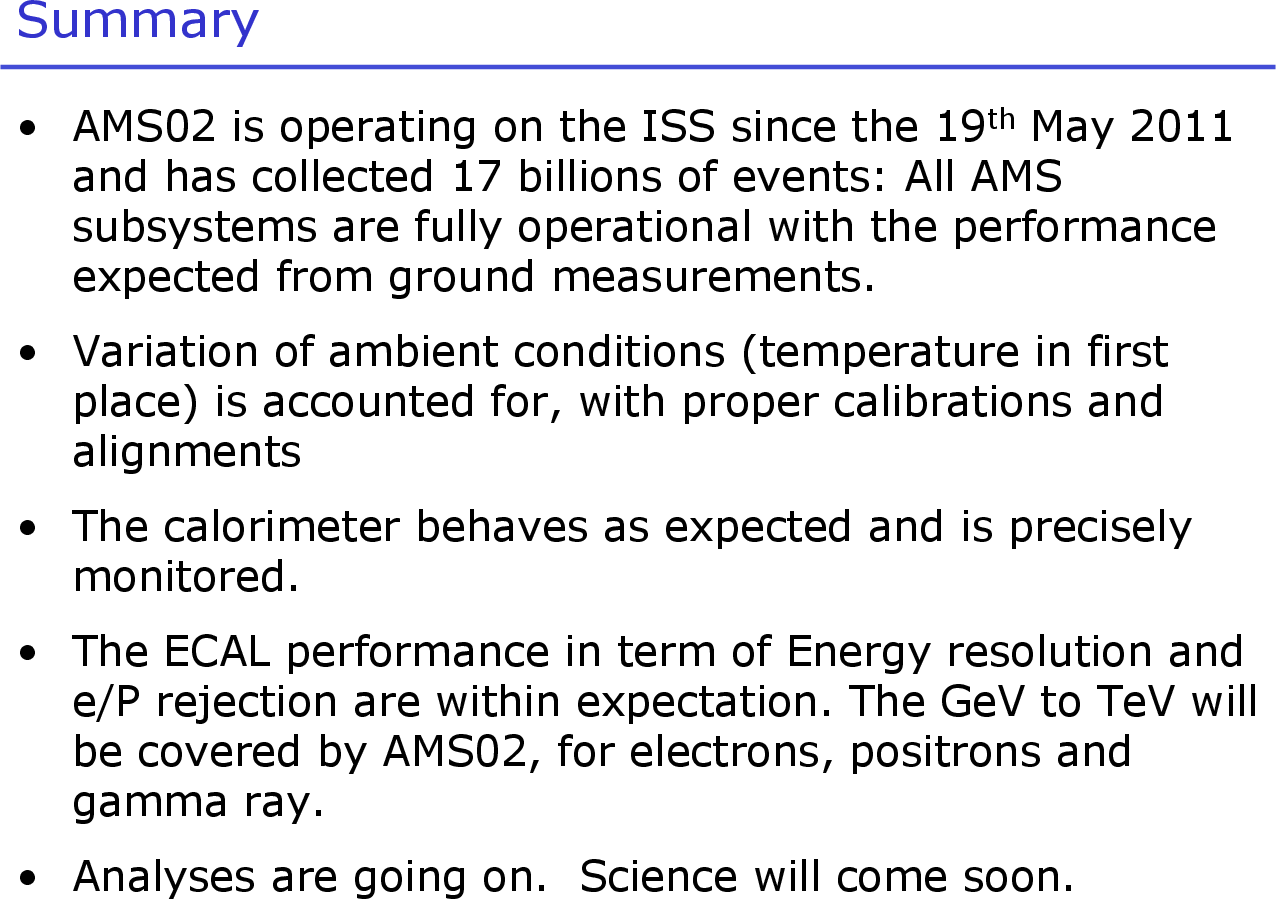 Summary
• AMS02 is operating on the ISS since the 19th May 2011
and has collected 17 billions of events: All AMS
subsystems are fully operational with the performance
expected from ground measurements.
• Variation of ambient conditions (temperature in first
place) is accounted for, with proper calibrations and
alignments
• The calorimeter behaves as expected and is precisely
monitored.
• The ECAL performance in term of Energy resolution and
e/P rejection are within expectation. The GeV to TeV will
be covered by AMS02, for electrons, positrons and
gamma ray.
• Analyses are going on.  Science will come soon.